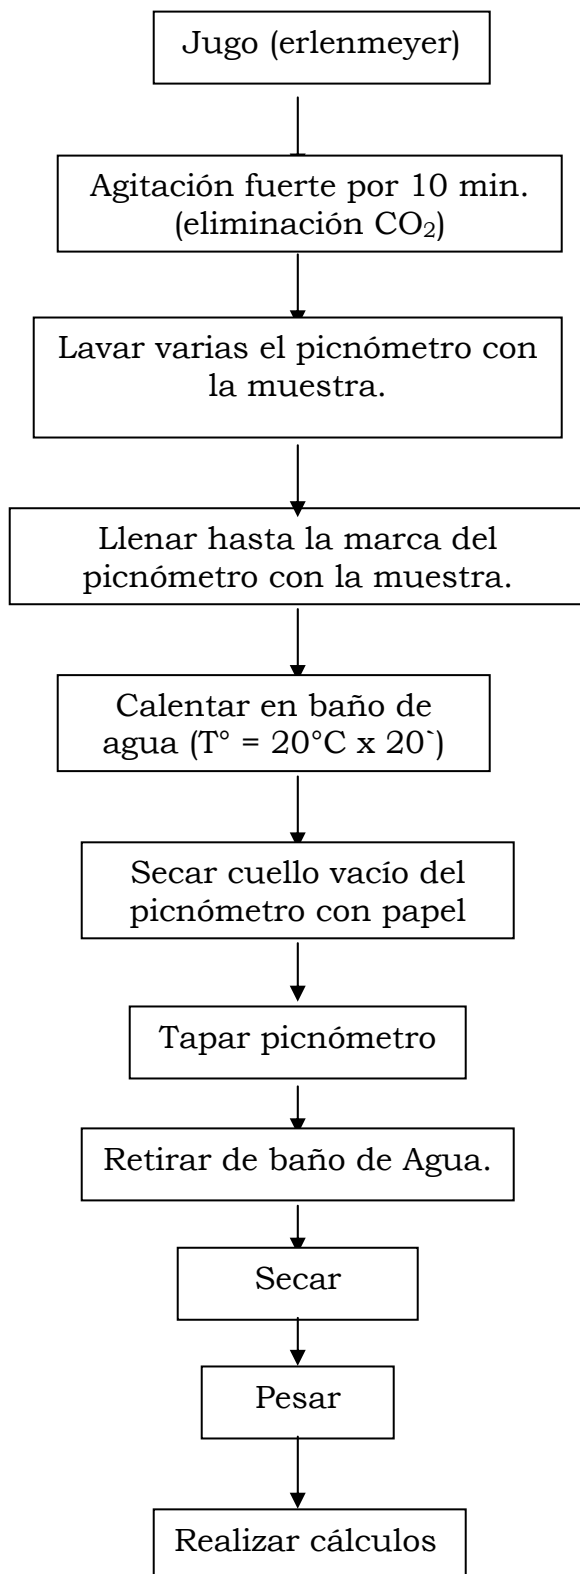 Jugo (erlenmeyer)
Agitación fuerte por 10 min.
(eliminación CO₂)
Lavar varias el picnómetro con
la muestra.
Llenar hasta la marca del
picnómetro con la muestra.
Calentar en baño de
agua (T° = 20°C x 20`)
Secar cuello vacío del
picnómetro con papel
Tapar picnómetro
Retirar de baño de Agua.
Secar
Pesar
Realizar cálculos